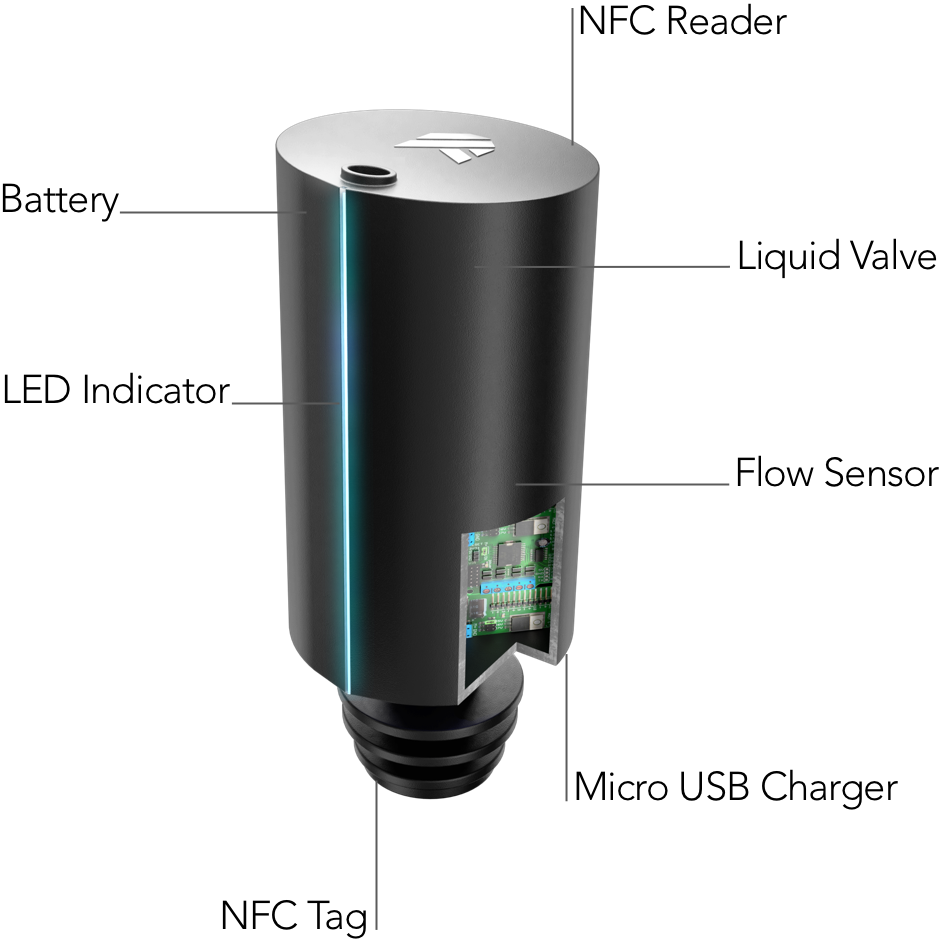 NFC Reader
Battery
Liquid Valve
LED Indicator
Flow Sensor
Micro USB Charger
NFC Tag